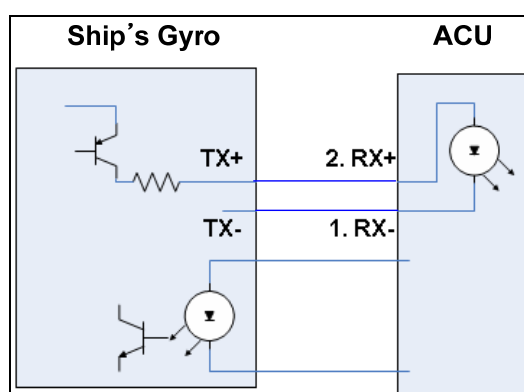 Ship's Gyro
ACU
TX+
2. RX+
TX-
1. RX-